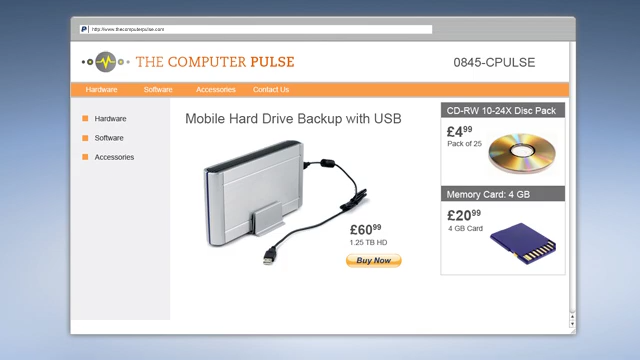 P http://www.thecomputerpulse.com
THE COMPUTER PULSE
0845-CPULSE
Hardware Software Accessories Contact Us
Hardware
Software
Accessories
Mobile Hard Drive Backup with USB
£60.99
1.25 TB HD
Buy Now
CD-RW 10-24X Disc Pack
£4.99
Pack of 25
Memory Card: 4 GB
£20.99
4 GB Card